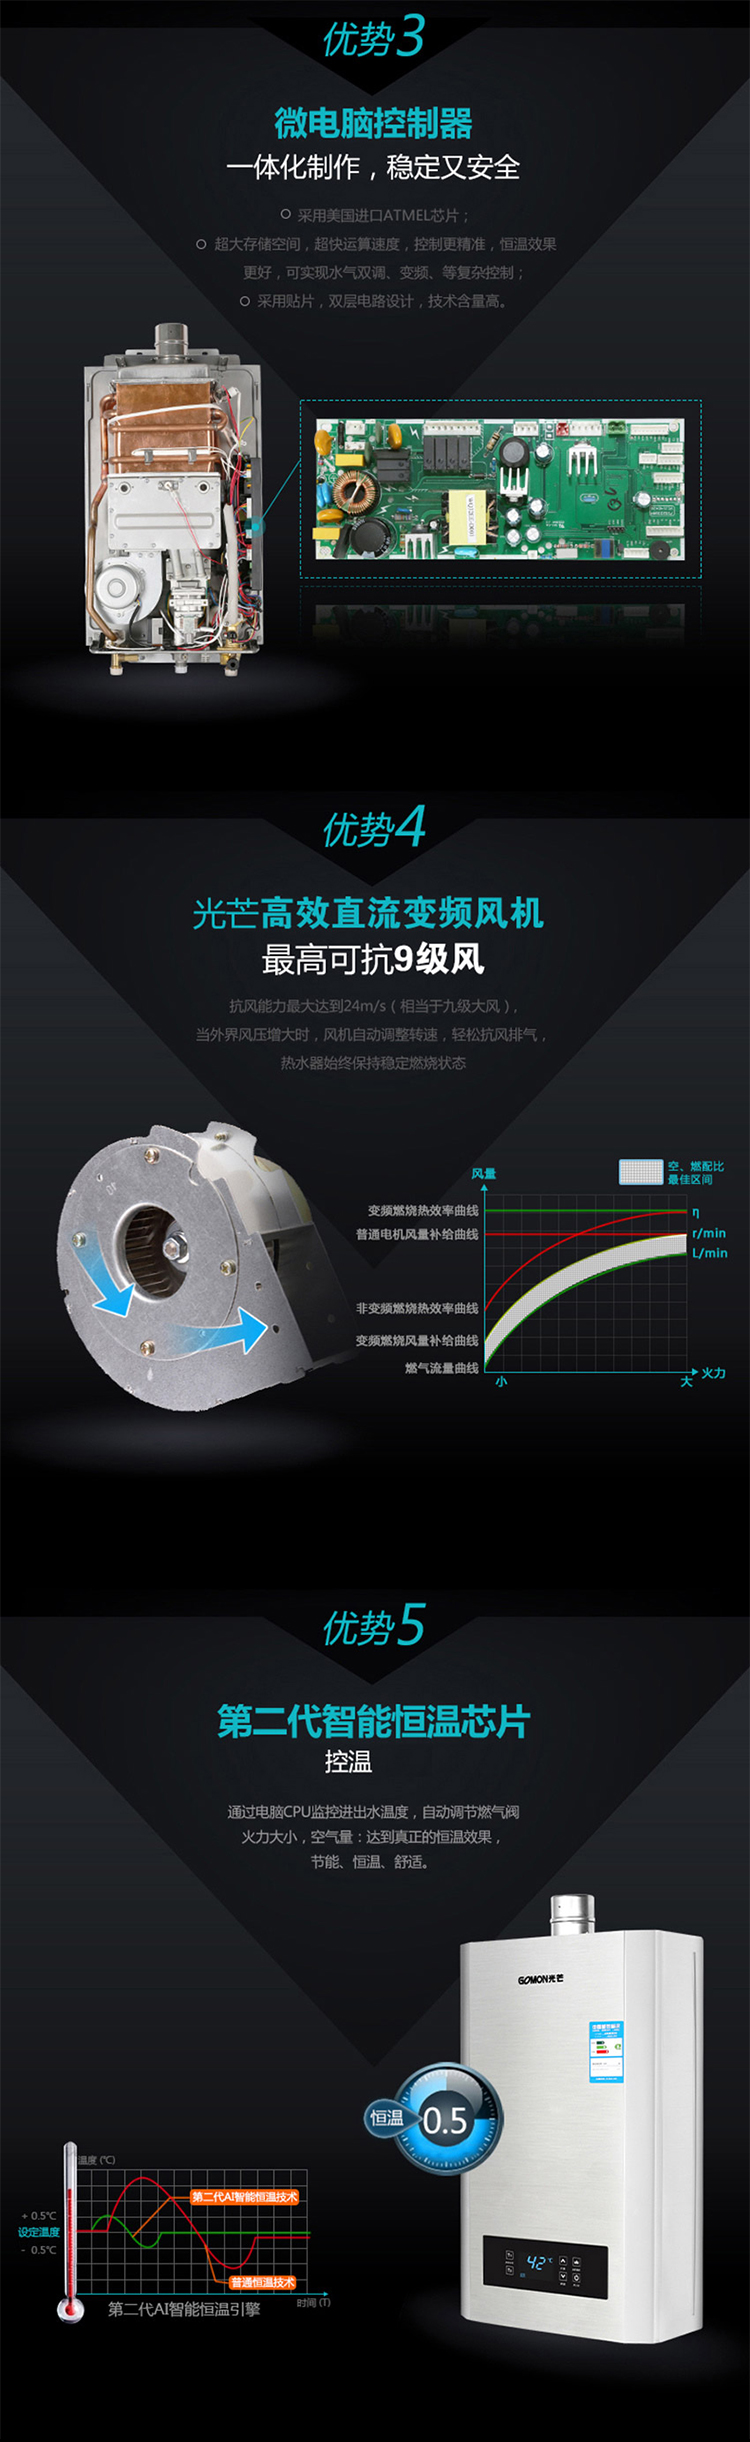 优势3
微电脑控制器
一体化制作，稳定又安全
采用美国进口ATMEL芯片；
超大存储空间，超快运算速度，控制更精准，恒温效果
更好，可实现水气双调、变频、等复杂控制；
采用贴片，双层电路设计，技术含量高。
优势4
光芒高效直流变频风机
最高可抗9级风
抗风能力最大达到24m/s（相当于九级大风），
当外界风压增大时，风机自动调整转速，轻松抗风排气，
热水器始终保持稳定燃烧状态
风量
空、燃配比
最佳区间
变频燃烧热效率曲线
η
普通电机风量补给曲线
r/min
L/min
非变频燃烧热效率曲线
变频燃烧风量补给曲线
燃气流量曲线
小
大
火力
优势5
第二代智能恒温芯片
控温
通过电脑CPU监控进出水温度，自动调节燃气阀
火力大小，空气量：达到真正的恒温效果，
节能、恒温、舒适。
GOMON光芒
恒温
0.5
温度 (℃)
第二代AI智能恒温技术
+ 0.5℃
设定温度
- 0.5℃
普通恒温技术
时间 (T)
第二代AI智能恒温引擎
42℃